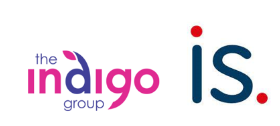 the
indigo
group
is.